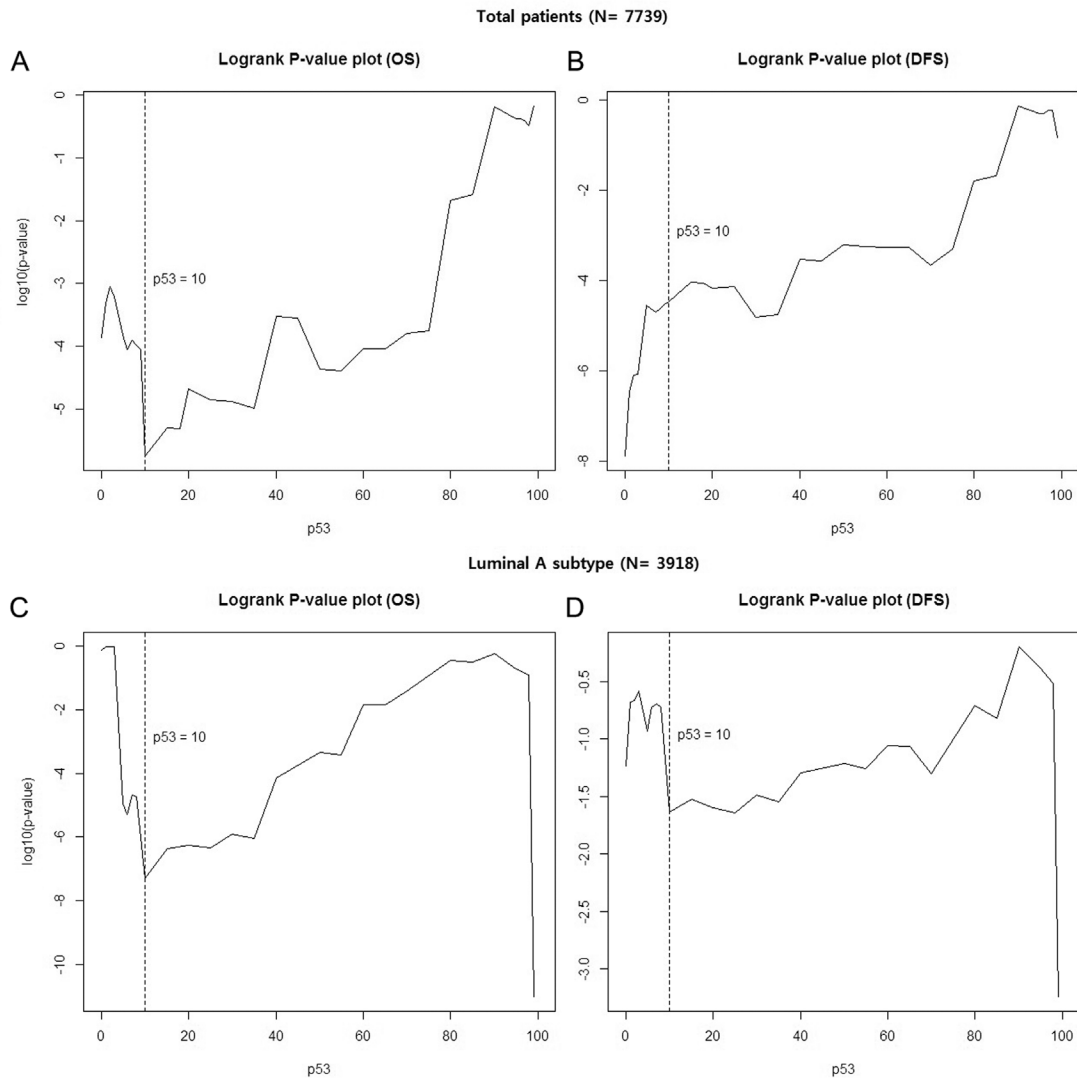 Total patients (N= 7739)
A
Logrank P-value plot (OS)
0
-1
-2
-3
-4
-5
log10(p-value)
p53 = 10
0 20 40 60 80 100
p53
B
Logrank P-value plot (DFS)
0
-2
-4
-6
-8
p53 = 10
0 20 40 60 80 100
p53
Luminal A subtype (N= 3918)
C
Logrank P-value plot (OS)
0
-2
-4
-6
-8
-10
log10(p-value)
p53 = 10
0 20 40 60 80 100
p53
D
Logrank P-value plot (DFS)
-0.5
-1.0
-1.5
-2.0
-2.5
-3.0
p53 = 10
0 20 40 60 80 100
p53